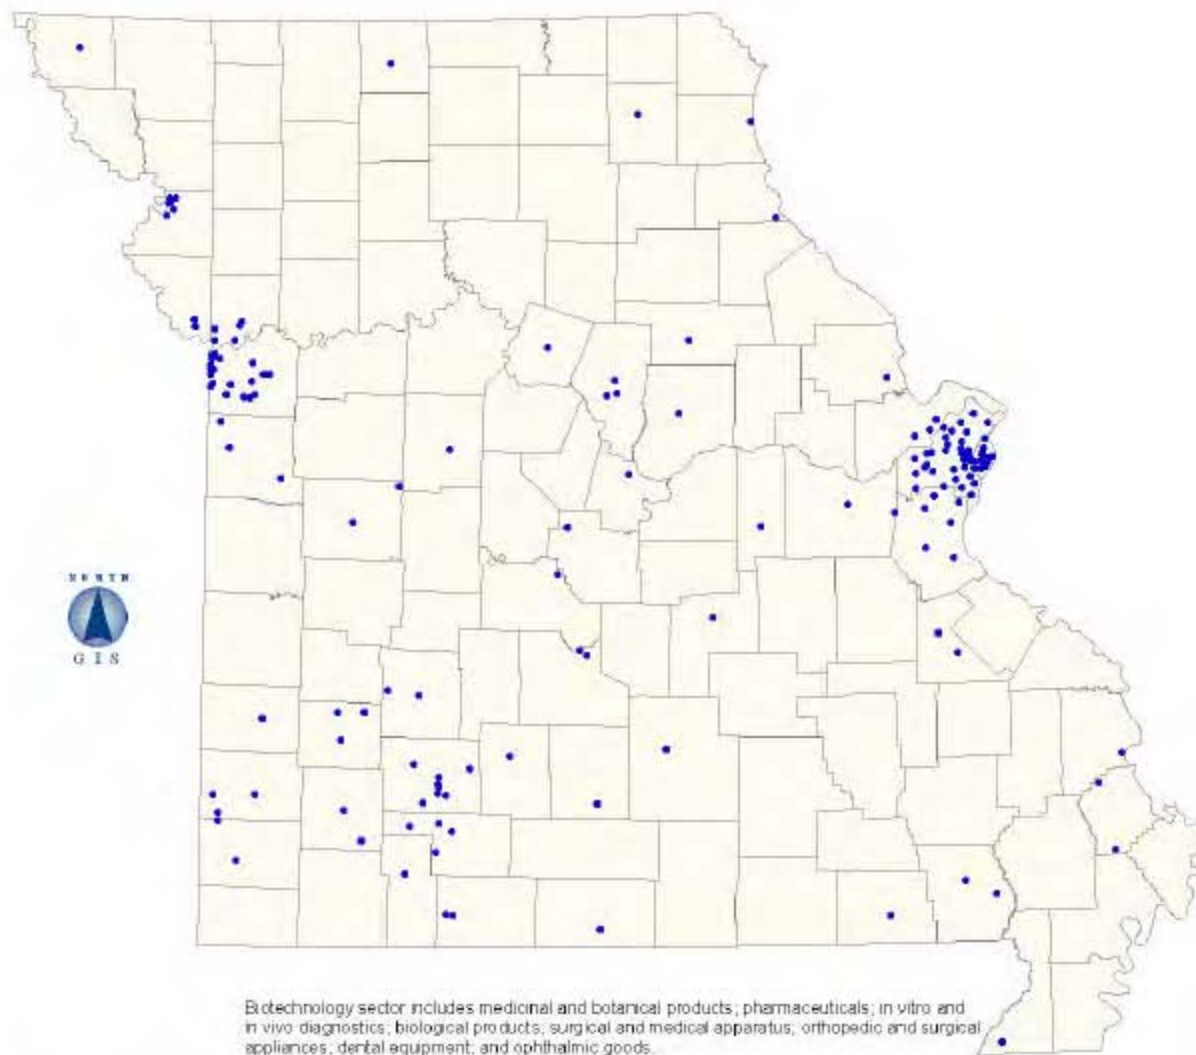 NORTH
GIS
Biotechnology sector includes medicinal and botanical products; pharmaceuticals; in vitro and
in vivo diagnostics; biological products; surgical and medical apparatus; orthopedic and surgical
appliances; dental equipment; and ophthalmic goods.